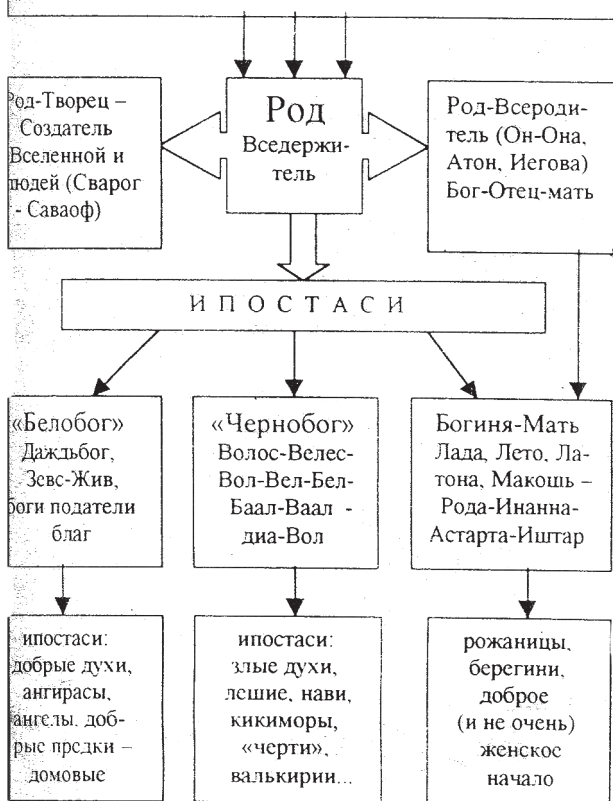 Род-Творец –
Создатель
Вселенной и
людей (Сварог
- Саваоф)
Род
Вседержи-
тель
Род-Всероди-
тель (Он-Она,
Атон, Иегова)
Бог-Отец-мать
ИПОСТАСИ
«Белобог»
Даждьбог,
Зевс-Жив,
боги податели
благ
«Чернобог»
Волос-Велес-
Вол-Вел-Бел-
Баал-Ваал -
диа-Вол
Богиня-Мать
Лада, Лето, Ла-
тона, Макошь –
Рода-Инанна-
Астарта-Иштар
ипостаси:
добрые духи,
ангирасы,
ангелы, доб-
рые предки –
домовые
ипостаси:
злые духи,
лешие, нави,
кикиморы,
«черти»,
валькирии...
рожаницы,
берегини,
доброе
(и не очень)
женское
начало